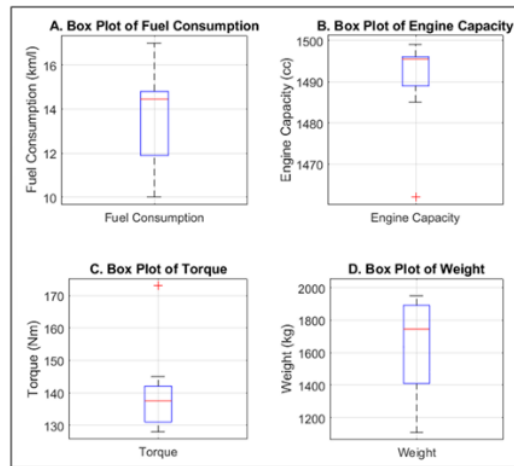 A. Box Plot of Fuel Consumption
Fuel Consumption (km/l)
16
14
12
10
Fuel Consumption
B. Box Plot of Engine Capacity
Engine Capacity (cc)
1500
1490
1480
1470
Engine Capacity
C. Box Plot of Torque
Torque (Nm)
170
160
150
140
130
Torque
D. Box Plot of Weight
Weight (kg)
2000
1800
1600
1400
1200
Weight